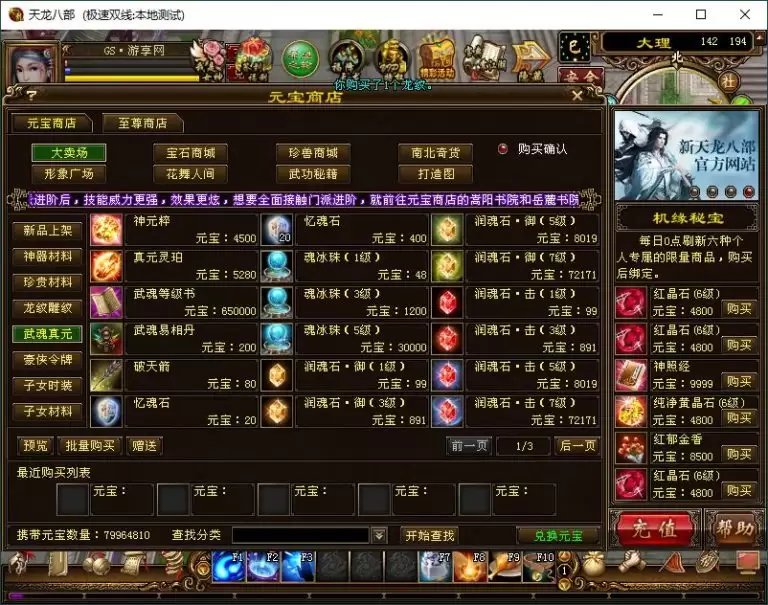 天龙八部 (极速双线:本地测试)
GS·游享网
精彩活动
大理 142 194
北
安全
社
你购买了1个龙纹。
? 元宝商店
元宝商店 至尊商店
大卖场 宝石商城 珍兽商城 南北奇货 购买确认
形象广场 花舞人间 武功秘籍 打造图
进阶后，技能威力更强，效果更炫，想要全面接触门派进阶，就前往元宝商店的嵩阳书院和岳麓书院
新品上架
神器材料
珍贵材料
龙纹雕纹
武魂真元
豪侠令牌
子女时装
子女材料
神元粹 忆魂石 润魂石·御（5级）
元宝：4500 20 元宝：400 元宝：8019
真元灵珀 魂冰珠（1级） 润魂石·御（7级）
元宝：5280 元宝：48 元宝：72171
武魂等级书 魂冰珠（3级） 润魂石·击（1级）
元宝：650000 元宝：1200 元宝：99
武魂易相丹 魂冰珠（5级） 润魂石·击（3级）
元宝：200 元宝：30000 元宝：891
破天箭 润魂石·御（1级） 润魂石·击（5级）
元宝：80 元宝：99 元宝：8019
忆魂石 润魂石·御（3级） 润魂石·击（7级）
元宝：20 元宝：891 元宝：72171
预览 批量购买 赠送 前一页 1/3 后一页
最近购买列表
元宝： 元宝： 元宝： 元宝： 元宝：
携带元宝数量：79964810 查找分类 开始查找 兑换元宝
新天龙八部
官方网站
机缘秘宝
每日0点刷新六种个
人专属的限量商品，购买
后绑定。
红晶石（6级）
元宝：4800 购买
红晶石（6级）
元宝：4800 购买
神照经
元宝：9999 购买
纯净黄晶石（6级）
元宝：4800 购买
红郁金香
元宝：8500 购买
红晶石（6级）
元宝：4800 购买
充值 帮助
F1 F2 F3 F7 F8 F9 F10
1